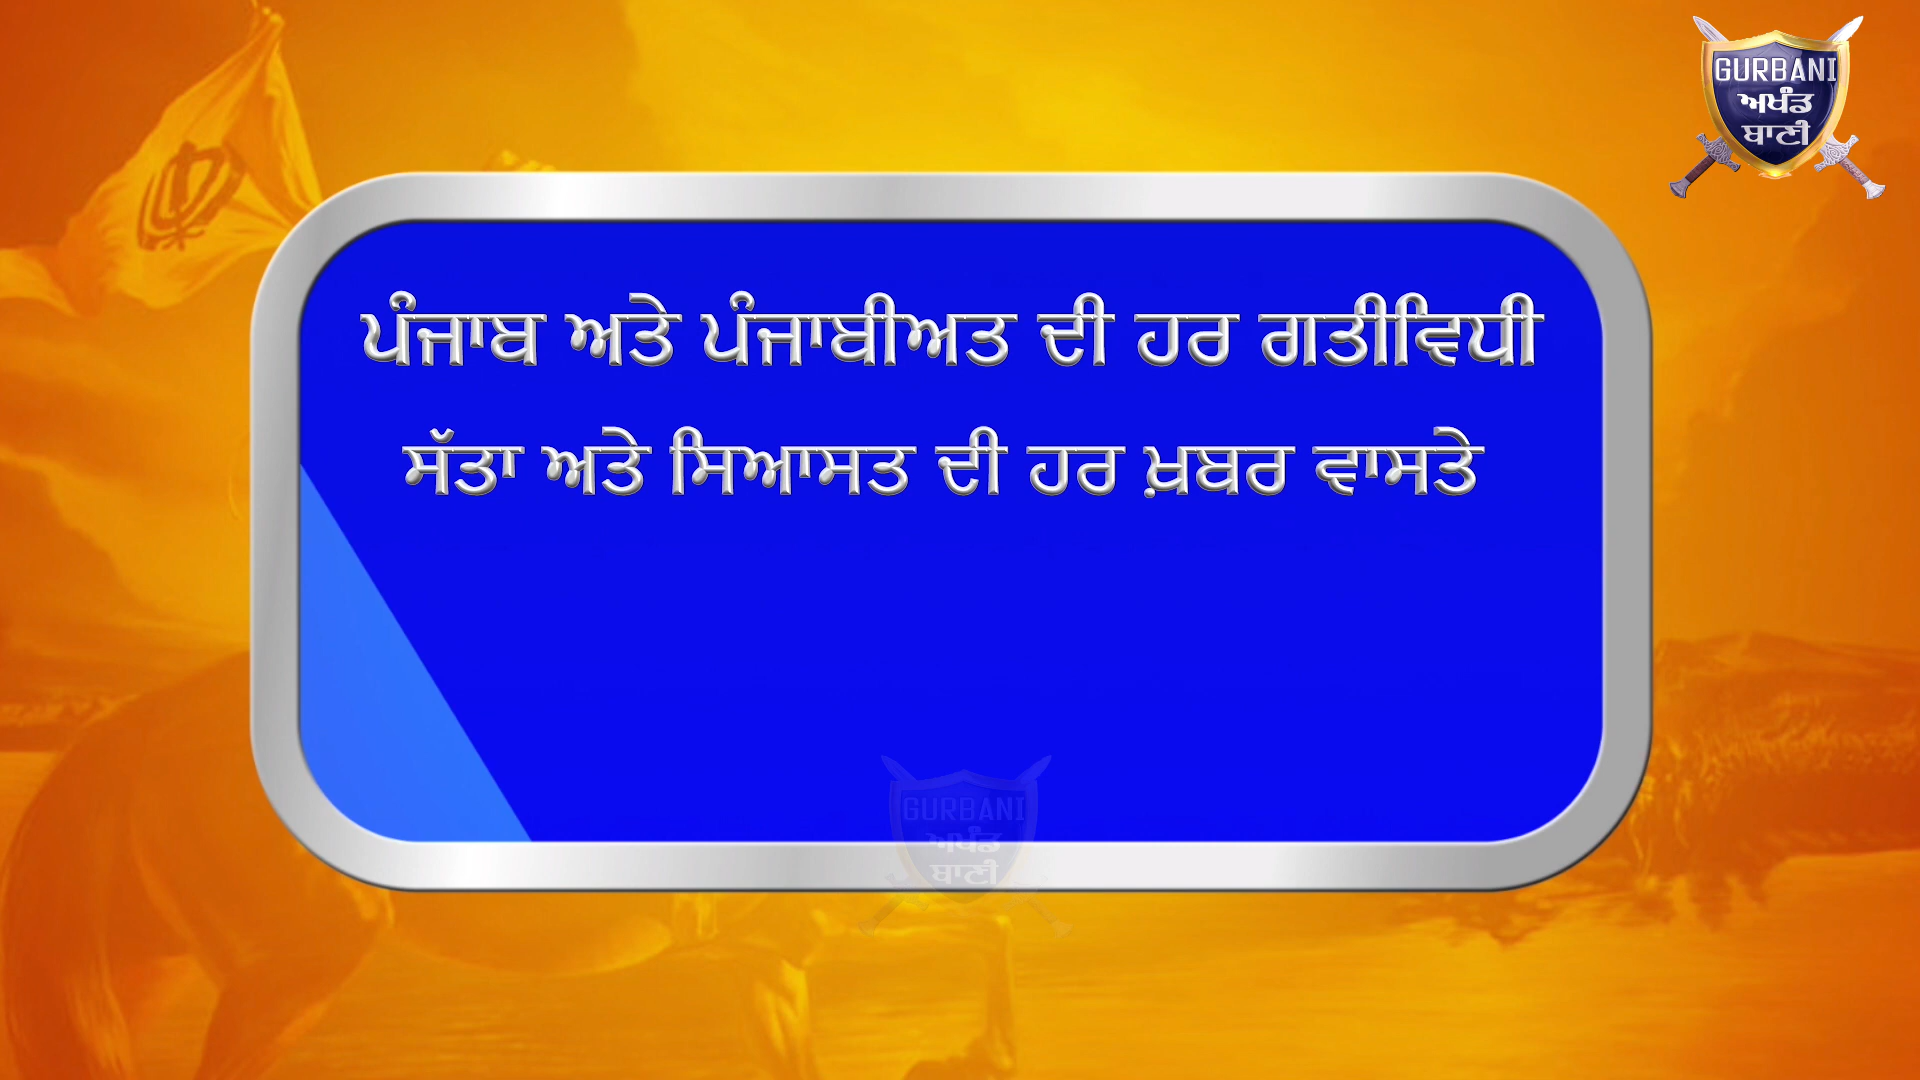 GURBANI
ਅਖੰਡ
ਬਾਣੀ
ਪੰਜਾਬ ਅਤੇ ਪੰਜਾਬੀਅਤ ਦੀ ਹਰ ਗਤੀਵਿਧੀ
ਸੱਤਾ ਅਤੇ ਸਿਆਸਤ ਦੀ ਹਰ ਖ਼ਬਰ ਵਾਸਤੇ
GURBANI
ਅਖੰਡ
ਬਾਣੀ